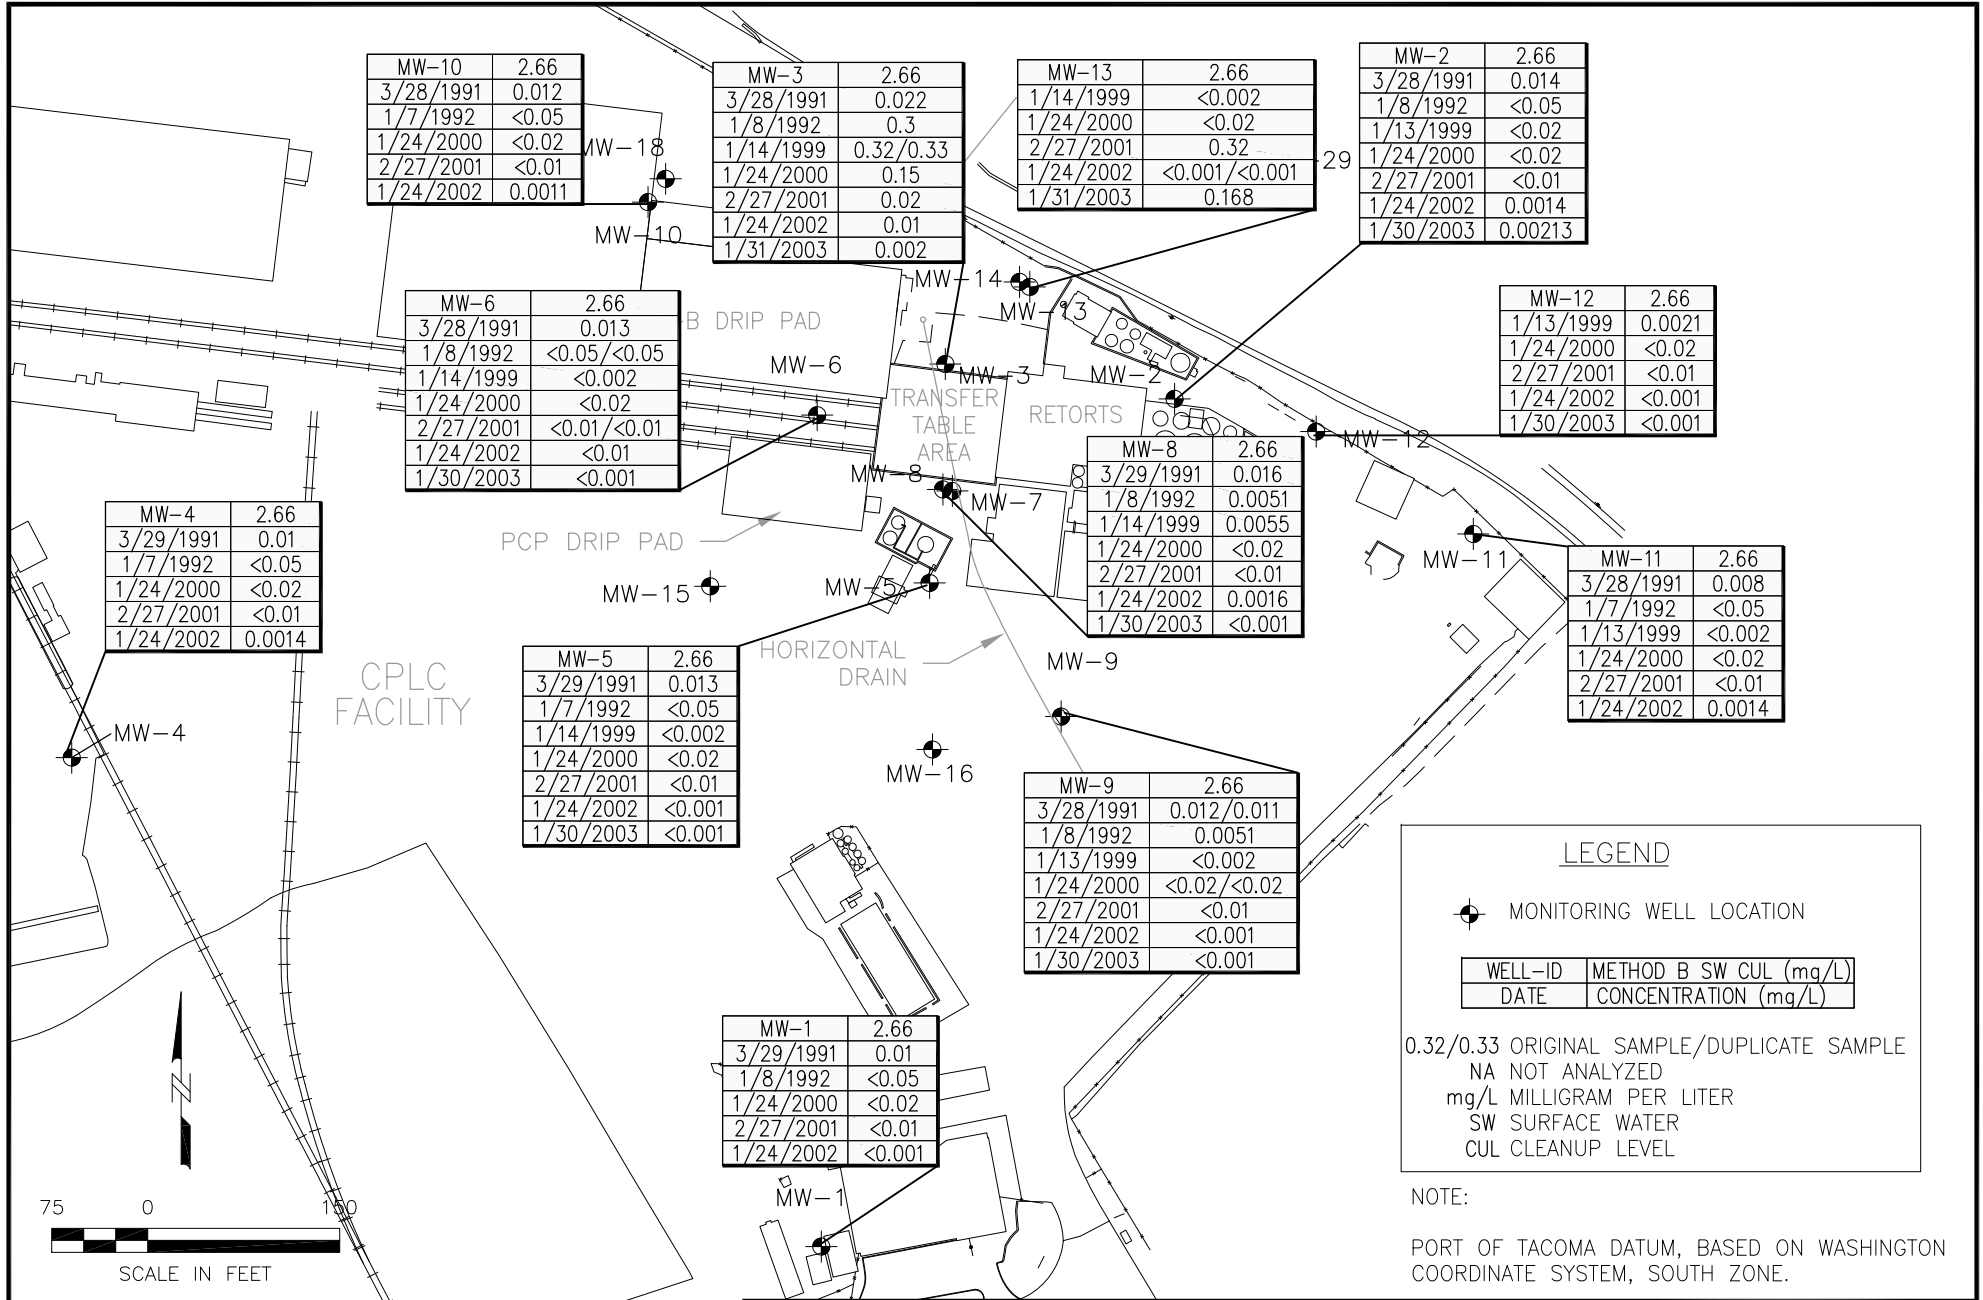 MW-10 2.66
3/28/1991 0.012
1/7/1992 <0.05
1/24/2000 <0.02
2/27/2001 <0.01
1/24/2002 0.0011
MW-3 2.66
3/28/1991 0.022
1/8/1992 0.3
1/14/1999 0.32/0.33
1/24/2000 0.15
2/27/2001 0.02
1/24/2002 0.01
1/31/2003 0.002
MW-13 2.66
1/14/1999 <0.002
1/24/2000 <0.02
2/27/2001 0.32
1/24/2002 <0.001/<0.001
1/31/2003 0.168
MW-2 2.66
3/28/1991 0.014
1/8/1992 <0.05
1/13/1999 <0.02
1/24/2000 <0.02
2/27/2001 <0.01
1/24/2002 0.0014
1/30/2003 0.00213
MW-18
-29
MW-10
MW-14
MW-13
MW-6 2.66
3/28/1991 0.013
1/8/1992 <0.05/<0.05
1/14/1999 <0.002
1/24/2000 <0.02
2/27/2001 <0.01/<0.01
1/24/2002 <0.01
1/30/2003 <0.001
B DRIP PAD
MW-12 2.66
1/13/1999 0.0021
1/24/2000 <0.02
2/27/2001 <0.01
1/24/2002 <0.001
1/30/2003 <0.001
MW-6
MW-3
MW-2
TRANSFER
TABLE
AREA
RETORTS
MW-12
MW-8 2.66
3/29/1991 0.016
1/8/1992 0.0051
1/14/1999 0.0055
1/24/2000 <0.02
2/27/2001 <0.01
1/24/2002 0.0016
1/30/2003 <0.001
MW-8
MW-7
MW-4 2.66
3/29/1991 0.01
1/7/1992 <0.05
1/24/2000 <0.02
2/27/2001 <0.01
1/24/2002 0.0014
PCP DRIP PAD
MW-15
MW-5
MW-11
MW-11 2.66
3/28/1991 0.008
1/7/1992 <0.05
1/13/1999 <0.002
1/24/2000 <0.02
2/27/2001 <0.01
1/24/2002 0.0014
CPLC
FACILITY
MW-5 2.66
3/29/1991 0.013
1/7/1992 <0.05
1/14/1999 <0.002
1/24/2000 <0.02
2/27/2001 <0.01
1/24/2002 <0.001
1/30/2003 <0.001
HORIZONTAL
DRAIN
MW-9
MW-4
MW-16
MW-9 2.66
3/28/1991 0.012/0.011
1/8/1992 0.0051
1/13/1999 <0.002
1/24/2000 <0.02/<0.02
2/27/2001 <0.01
1/24/2002 <0.001
1/30/2003 <0.001
MW-1 2.66
3/29/1991 0.01
1/8/1992 <0.05
1/24/2000 <0.02
2/27/2001 <0.01
1/24/2002 <0.001
MW-1
N
75 0 150
SCALE IN FEET
LEGEND
MONITORING WELL LOCATION
WELL-ID METHOD B SW CUL (mg/L)
DATE CONCENTRATION (mg/L)
0.32/0.33 ORIGINAL SAMPLE/DUPLICATE SAMPLE
NA NOT ANALYZED
mg/L MILLIGRAM PER LITER
SW SURFACE WATER
CUL CLEANUP LEVEL
NOTE:
PORT OF TACOMA DATUM, BASED ON WASHINGTON
COORDINATE SYSTEM, SOUTH ZONE.